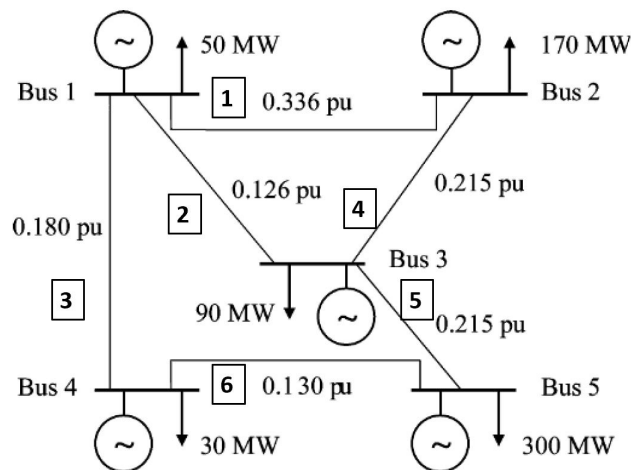 ~
50 MW
~
170 MW
Bus 1
1
0.336 pu
Bus 2
2
0.126 pu
4
0.215 pu
0.180 pu
Bus 3
3
90 MW
~
5
0.215 pu
Bus 4
6
0.130 pu
Bus 5
~
30 MW
~
300 MW